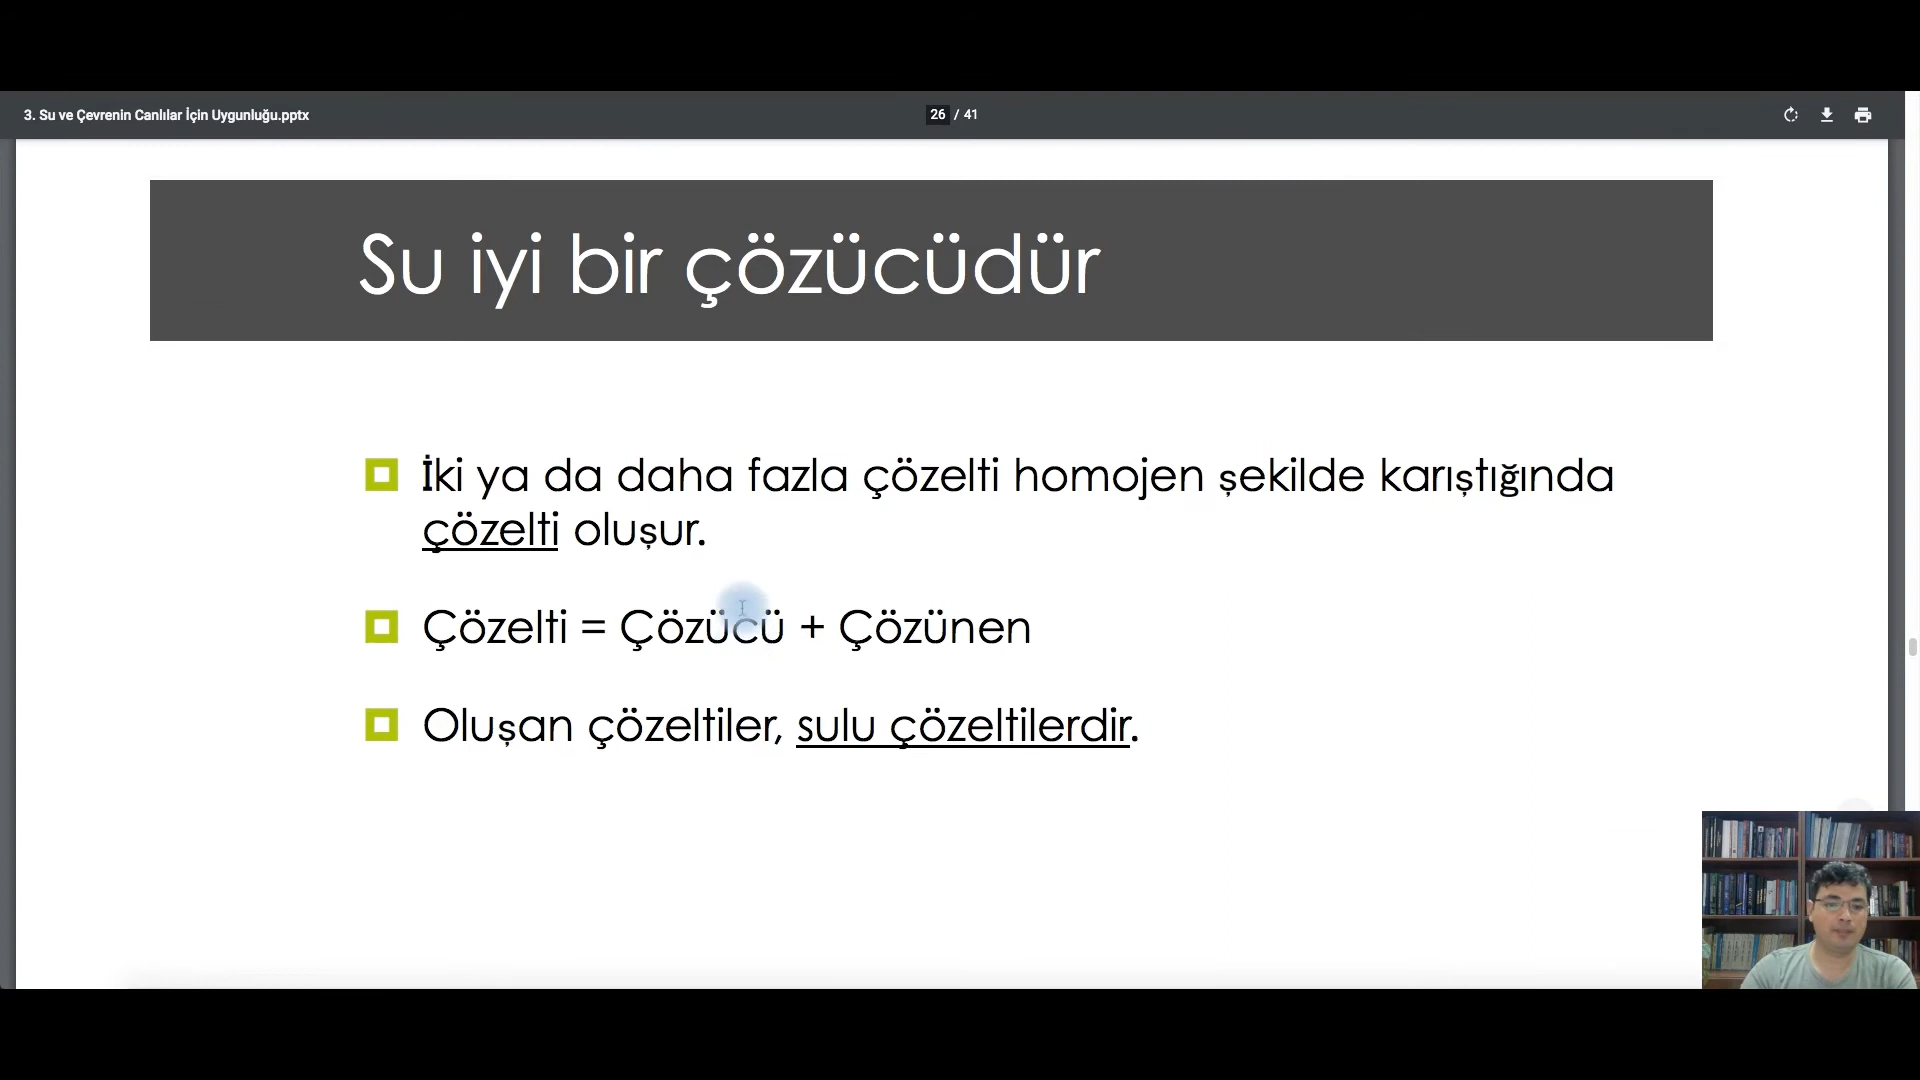 3. Su ve Çevrenin Canlılar İçin Uygunluğu.pptx
26 / 41
Su iyi bir çözücüdür
İki ya da daha fazla çözelti homojen şekilde karıştığında
çözelti oluşur.
Çözelti = Çözücü + Çözünen
Oluşan çözeltiler, sulu çözeltilerdir.